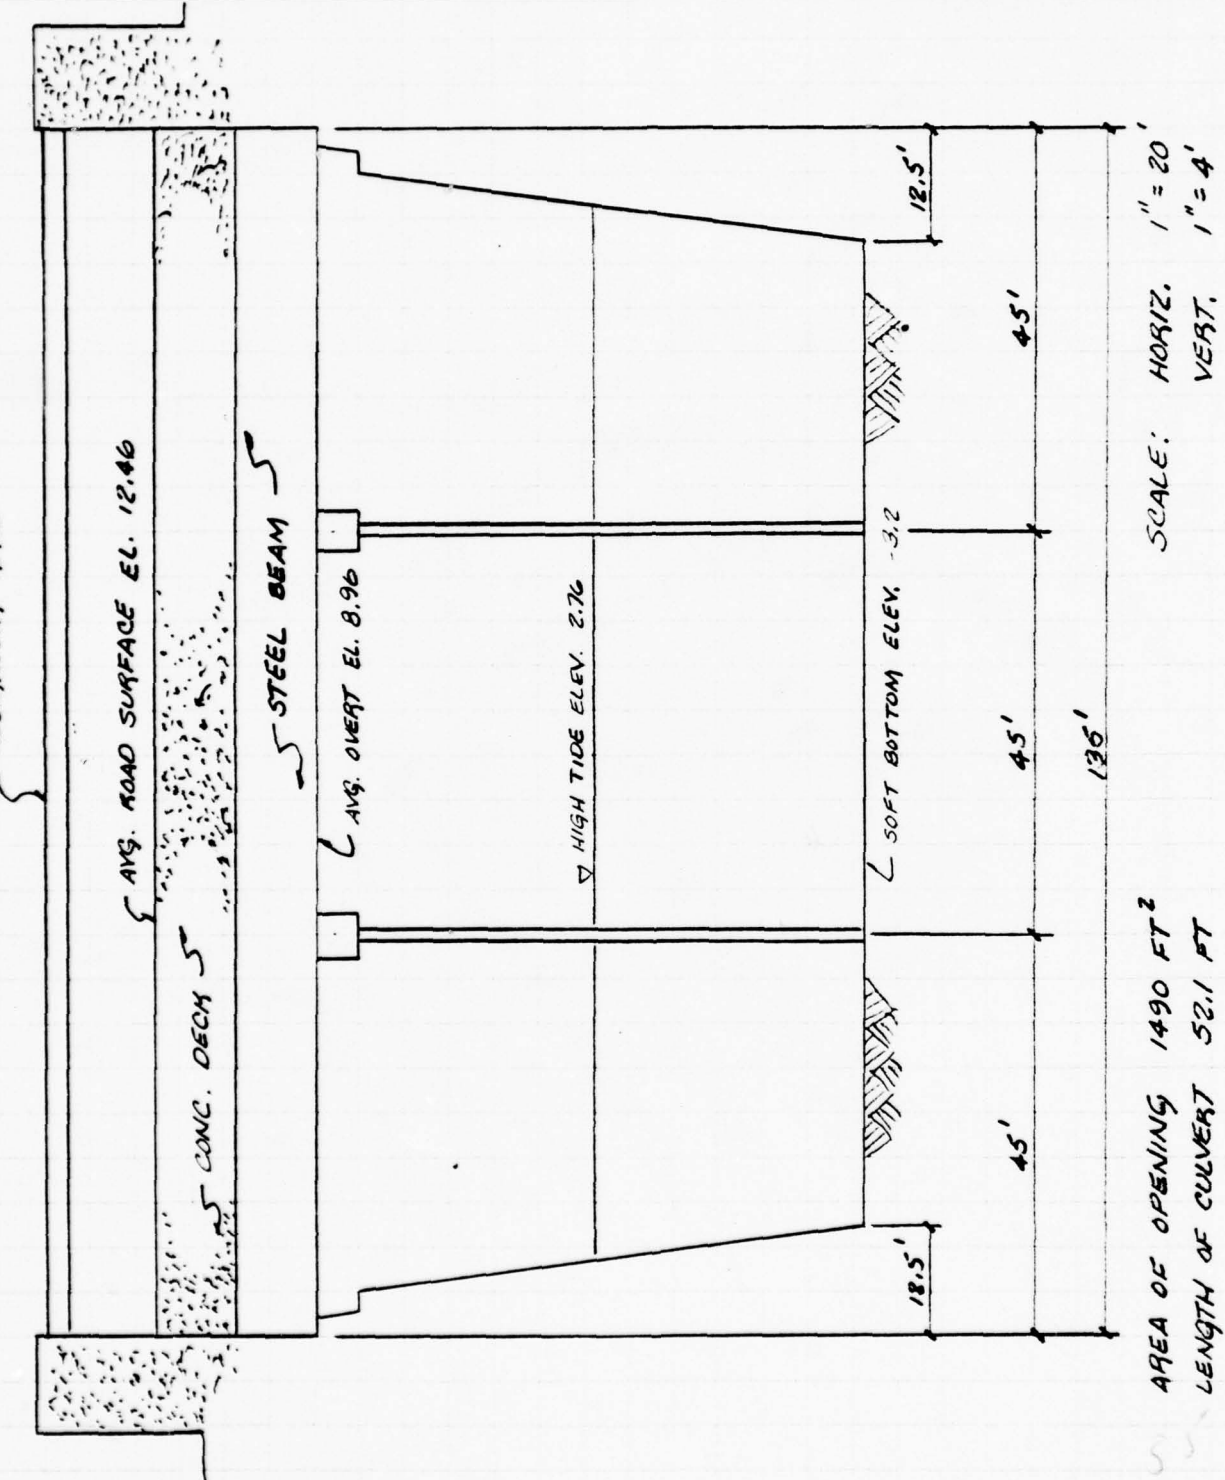 AVG. ROAD SURFACE EL. 12.46
CONC. DECK
STEEL BEAM
AVG. OVERT EL. 8.96
HIGH TIDE ELEV. 2.76
SOFT BOTTOM ELEV. -3.2
18.5'
12.5'
45'
45'
45'
135'
AREA OF OPENING 1490 FT²
LENGTH OF CULVERT 52.1 FT
SCALE: HORIZ. 1" = 20'
VERT. 1" = 4'